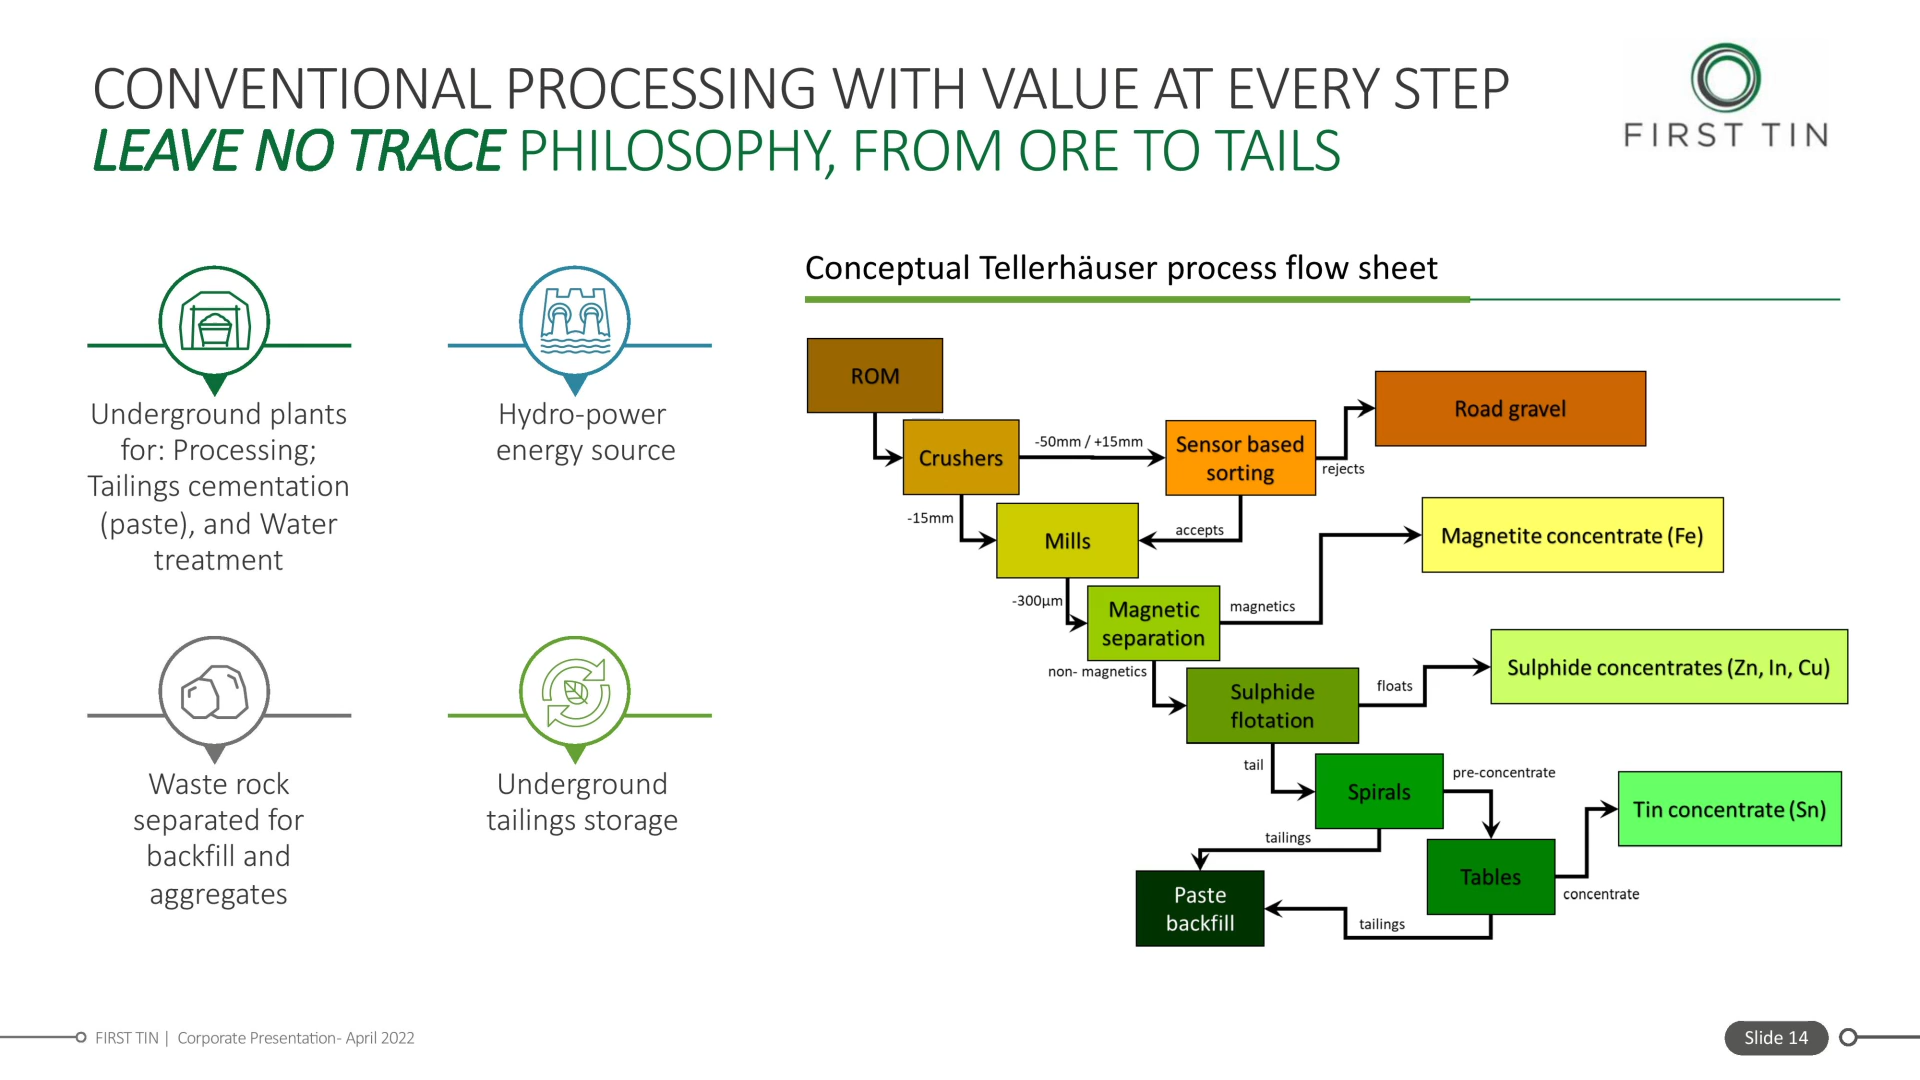 CONVENTIONAL PROCESSING WITH VALUE AT EVERY STEP
LEAVE NO TRACE PHILOSOPHY, FROM ORE TO TAILS
FIRST TIN
Underground plants
for: Processing;
Tailings cementation
(paste), and Water
treatment
Hydro-power
energy source
Waste rock
separated for
backfill and
aggregates
Underground
tailings storage
Conceptual Tellerhäuser process flow sheet
ROM
Road gravel
Crushers
-50mm / +15mm
Sensor based
sorting
rejects
-15mm
Mills
accepts
Magnetite concentrate (Fe)
-300µm
Magnetic
separation
magnetics
non- magnetics
Sulphide
flotation
floats
Sulphide concentrates (Zn, In, Cu)
tail
Spirals
pre-concentrate
Tin concentrate (Sn)
tailings
Tables
concentrate
Paste
backfill
tailings
FIRST TIN | Corporate Presentation- April 2022
Slide 14